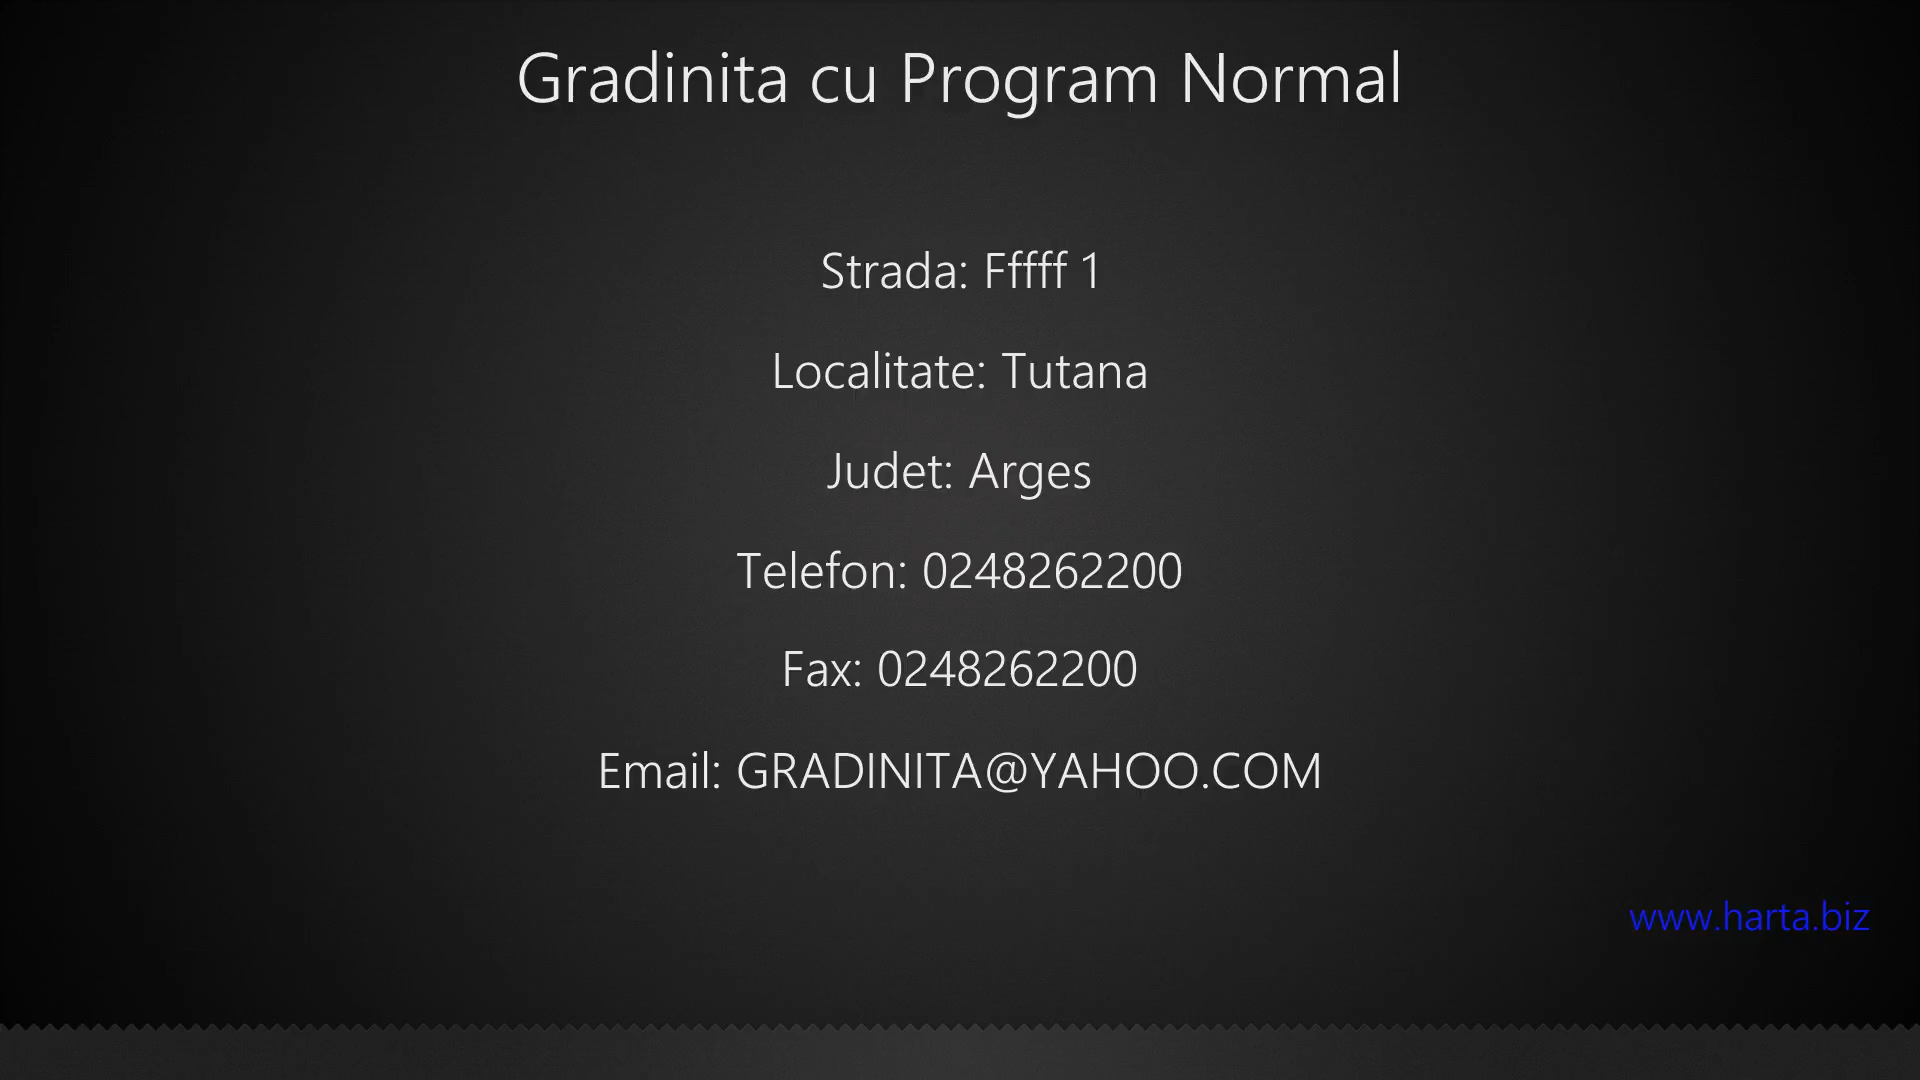 Gradinita cu Program Normal
Strada: Fffff 1
Localitate: Tutana
Judet: Arges
Telefon: 0248262200
Fax: 0248262200
Email: GRADINITA@YAHOO.COM
www.harta.biz